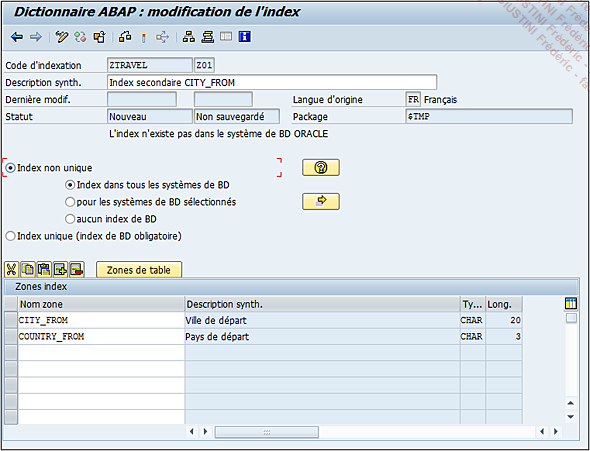 Dictionnaire ABAP : modification de l'index
Code d'indexation ZTRAVEL Z01
Description synth. Index secondaire CITY_FROM
Dernière modif. Langue d'origine FR Français
Statut Nouveau Non sauvegardé Package $TMP
L'index n'existe pas dans le système de BD ORACLE
Index non unique
Index dans tous les systèmes de BD
pour les systèmes de BD sélectionnés
aucun index de BD
Index unique (index de BD obligatoire)
Zones de table
Zones index
Nom zone Description synth. Ty... Long.
CITY_FROM Ville de départ CHAR 20
COUNTRY_FROM Pays de départ CHAR 3